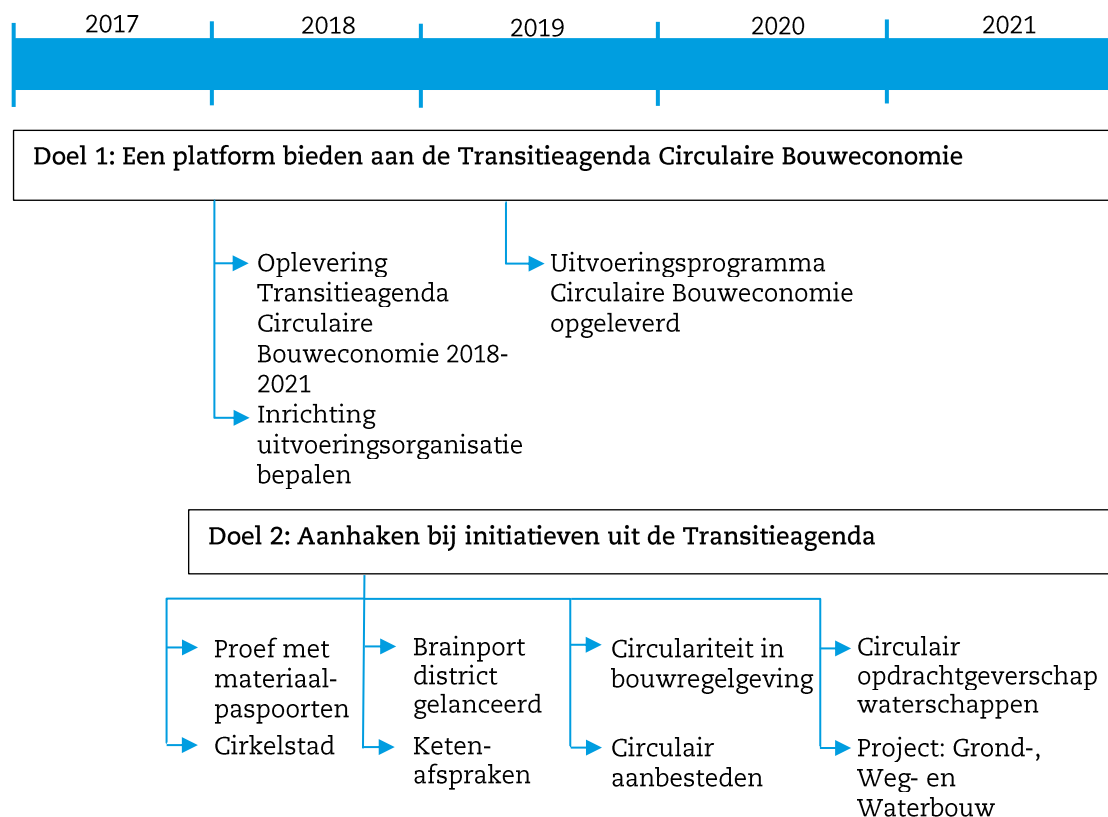 2017
2018
2019
2020
2021
Doel 1: Een platform bieden aan de Transitieagenda Circulaire Bouweconomie
Oplevering
Transitieagenda
Circulaire
Bouweconomie 2018-
2021
Inrichting
uitvoeringsorganisatie
bepalen
Uitvoeringsprogramma
Circulaire Bouweconomie
opgeleverd
Doel 2: Aanhaken bij initiatieven uit de Transitieagenda
Proef met
materiaal-
paspoorten
Cirkelstad
Brainport
district
gelanceerd
Keten-
afspraken
Circulariteit in
bouwregelgeving
Circulair
aanbesteden
Circulair
opdrachtgeverschap
waterschappen
Project: Grond-,
Weg- en
Waterbouw